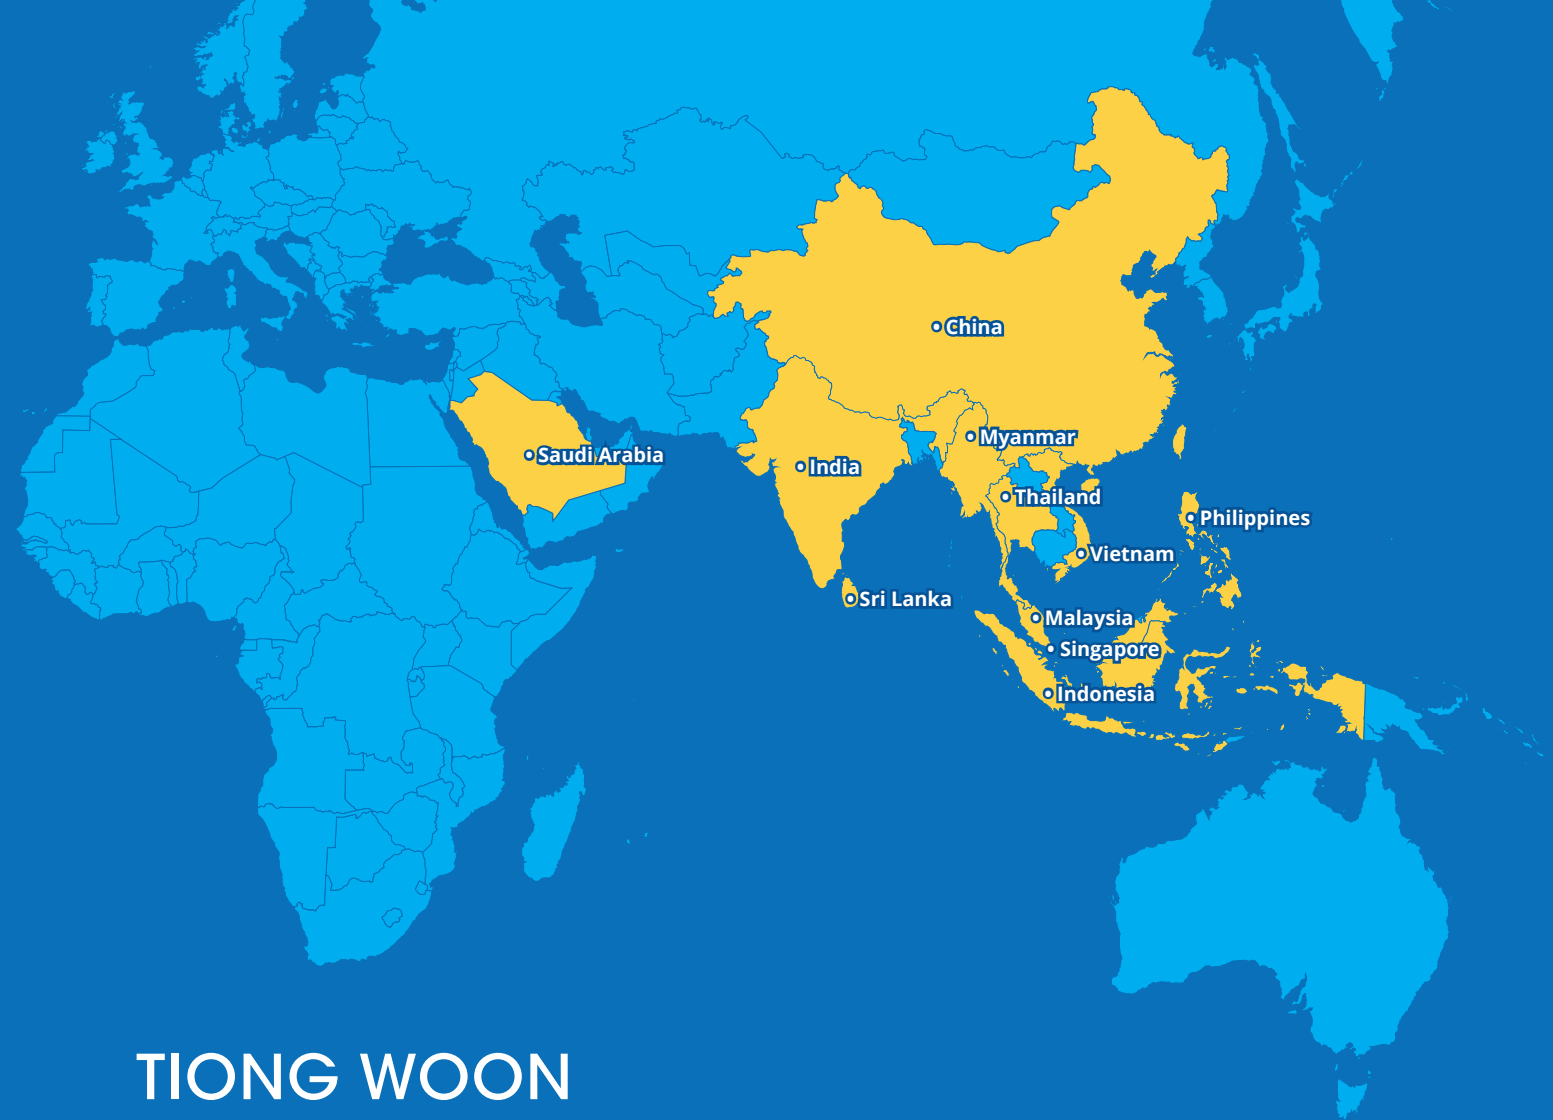 China
Myanmar
Saudi Arabia
India
Thailand
Philippines
Vietnam
Sri Lanka
Malaysia
Singapore
Indonesia
TIONG WOON